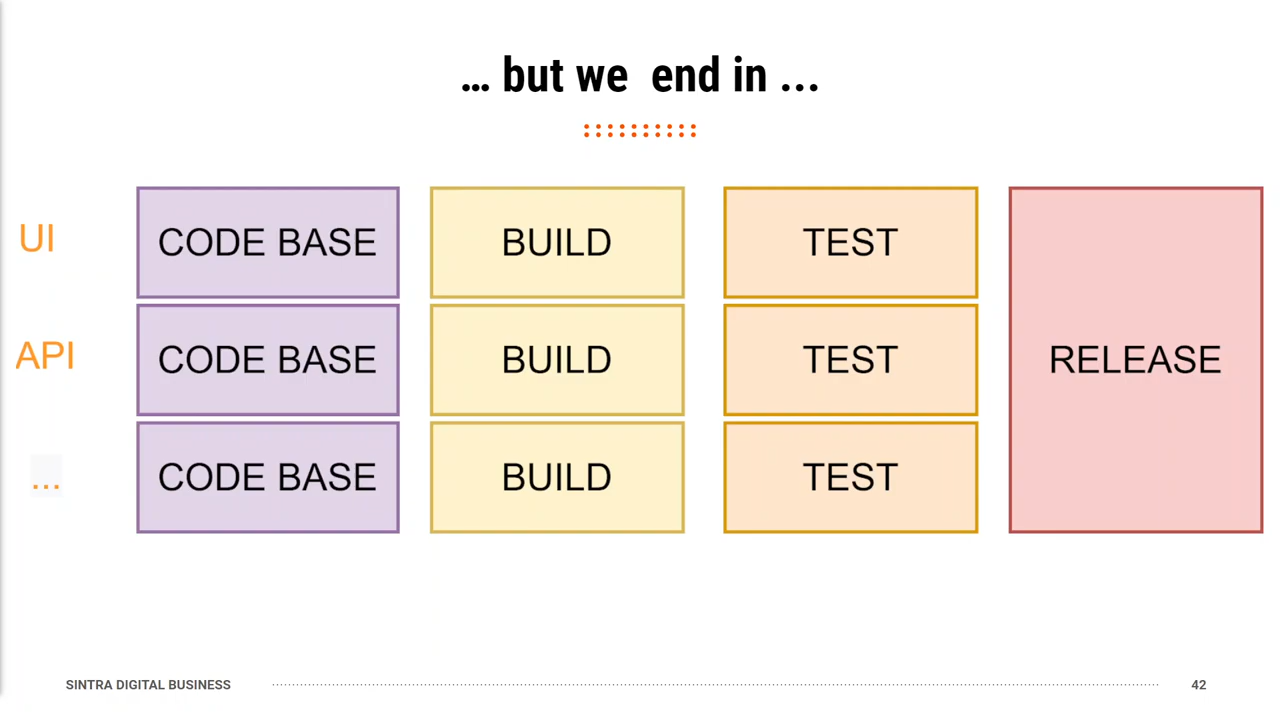 … but we  end in ...
UI
CODE BASE
BUILD
TEST
API
CODE BASE
BUILD
TEST
RELEASE
...
CODE BASE
BUILD
TEST
SINTRA DIGITAL BUSINESS
42